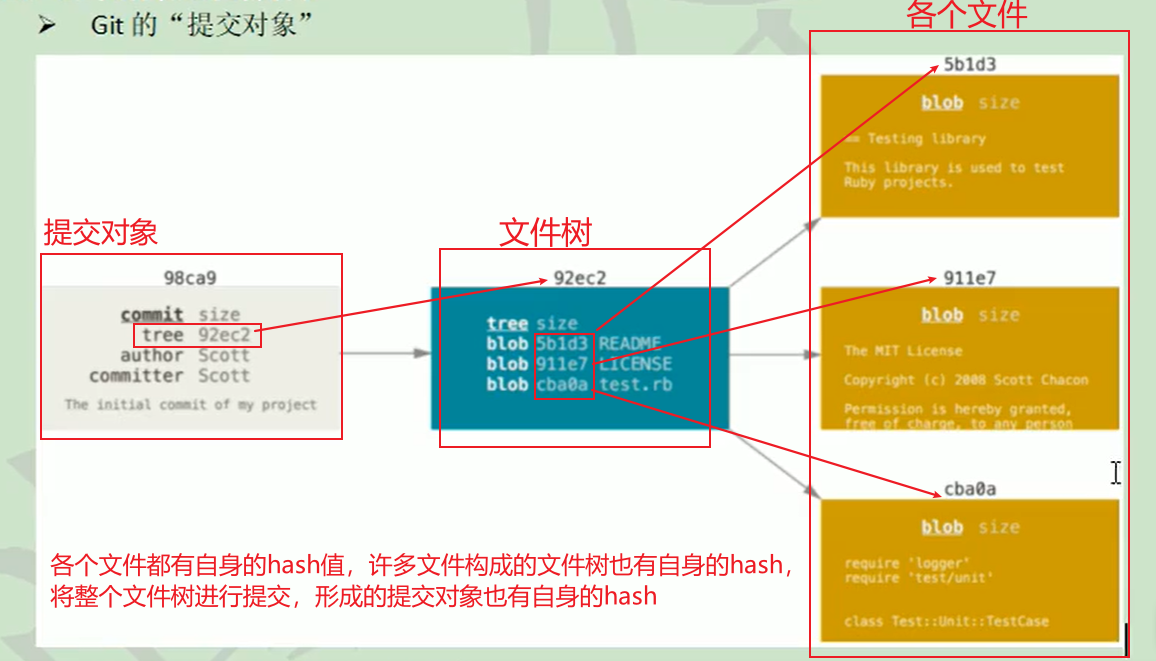 ➢ Git 的“提交对象”
各个文件
提交对象
98ca9
commit size
tree 92ec2
author Scott
committer Scott
The initial commit of my project
文件树
92ec2
tree size
blob 5b1d3 README
blob 911e7 LICENSE
blob cba0a test.rb
5b1d3
blob size
== Testing library
This library is used to test
Ruby projects.
911e7
blob size
The MIT License
Copyright (c) 2008 Scott Chacon
Permission is hereby granted,
free of charge, to any person
cba0a
blob size
require 'logger'
require 'test/unit'
class Test::Unit::TestCase
各个文件都有自身的hash值，许多文件构成的文件树也有自身的hash，
将整个文件树进行提交，形成的提交对象也有自身的hash